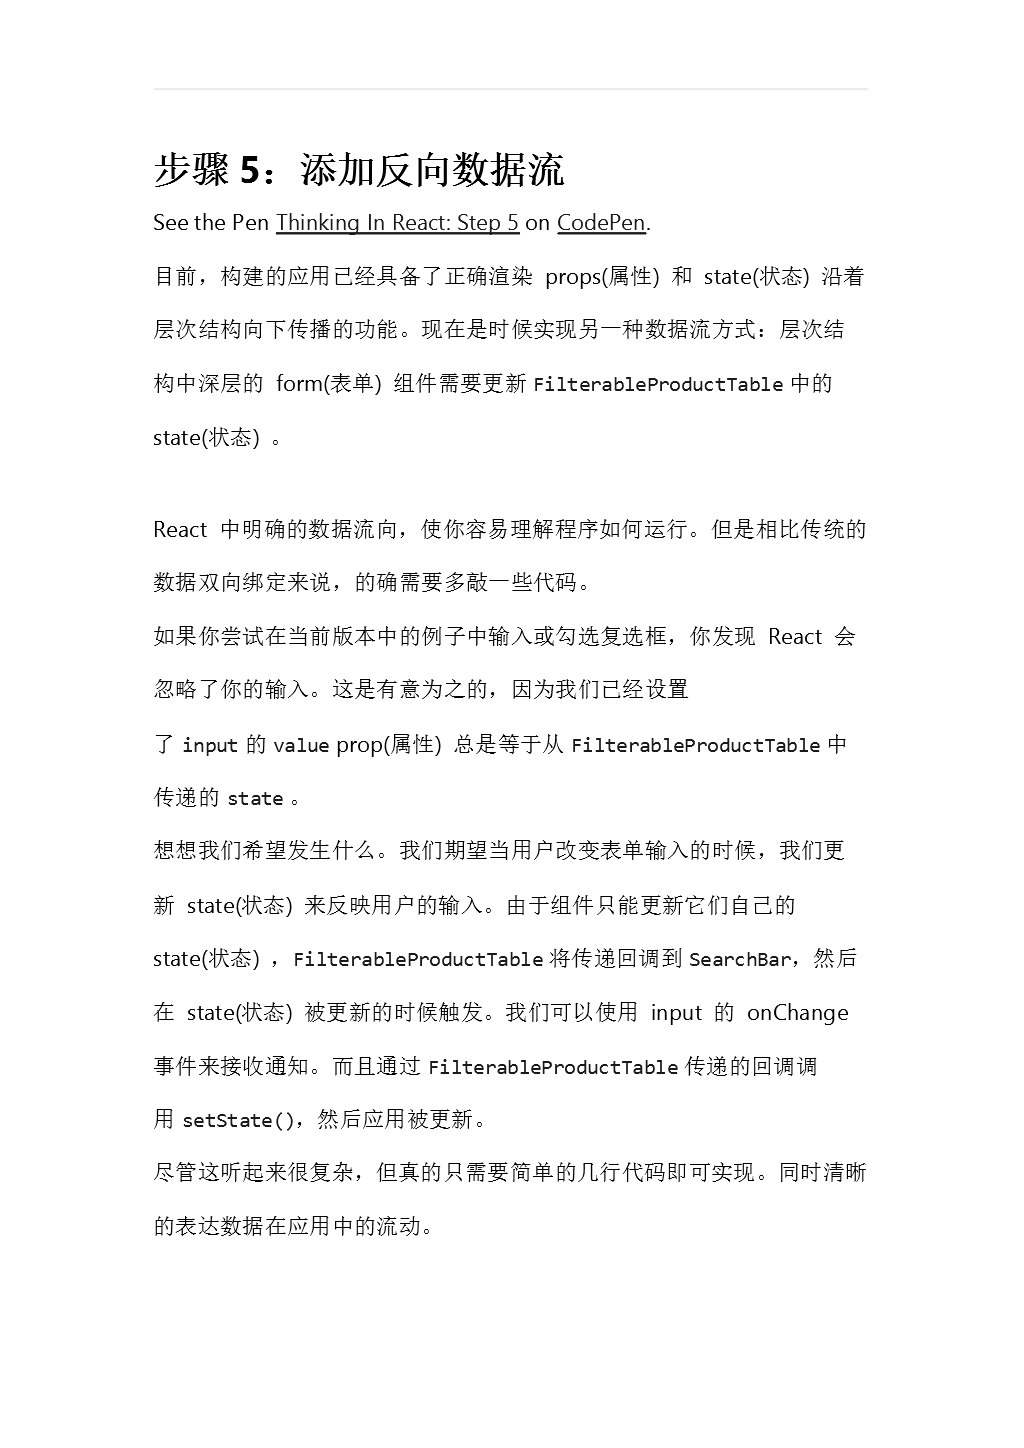 步骤 5：添加反向数据流
See the Pen Thinking In React: Step 5 on CodePen.
目前，构建的应用已经具备了正确渲染 props(属性) 和 state(状态) 沿着
层次结构向下传播的功能。现在是时候实现另一种数据流方式：层次结
构中深层的 form(表单) 组件需要更新 FilterableProductTable 中的
state(状态) 。
React 中明确的数据流向，使你容易理解程序如何运行。但是相比传统的
数据双向绑定来说，的确需要多敲一些代码。
如果你尝试在当前版本中的例子中输入或勾选复选框，你发现 React 会
忽略了你的输入。这是有意为之的，因为我们已经设置
了 input 的 value prop(属性) 总是等于从 FilterableProductTable 中
传递的 state 。
想想我们希望发生什么。我们期望当用户改变表单输入的时候，我们更
新 state(状态) 来反映用户的输入。由于组件只能更新它们自己的
state(状态) ，FilterableProductTable 将传递回调到 SearchBar，然后
在 state(状态) 被更新的时候触发。我们可以使用 input 的 onChange
事件来接收通知。而且通过 FilterableProductTable 传递的回调调
用 setState()，然后应用被更新。
尽管这听起来很复杂，但真的只需要简单的几行代码即可实现。同时清晰
的表达数据在应用中的流动。